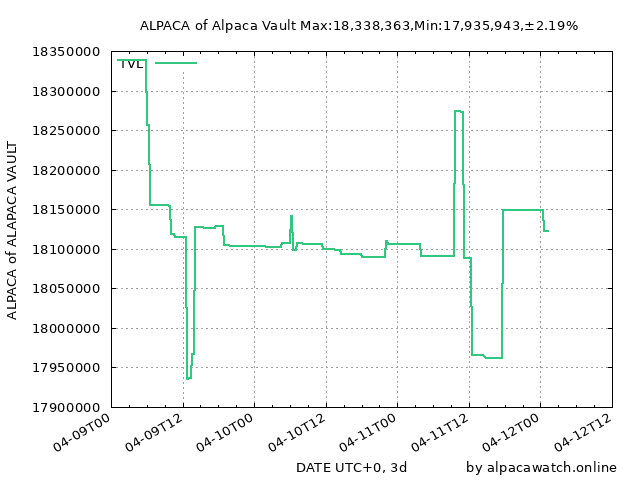 ALPACA of Alpaca Vault Max:18,338,363,Min:17,935,943,±2.19%
TVL
18350000
18300000
18250000
18200000
18150000
18100000
18050000
18000000
17950000
17900000
ALPACA of ALAPACA VAULT
04-09T00
04-09T12
04-10T00
04-10T12
04-11T00
04-11T12
04-12T00
04-12T12
DATE UTC+0, 3d
by alpacawatch.online